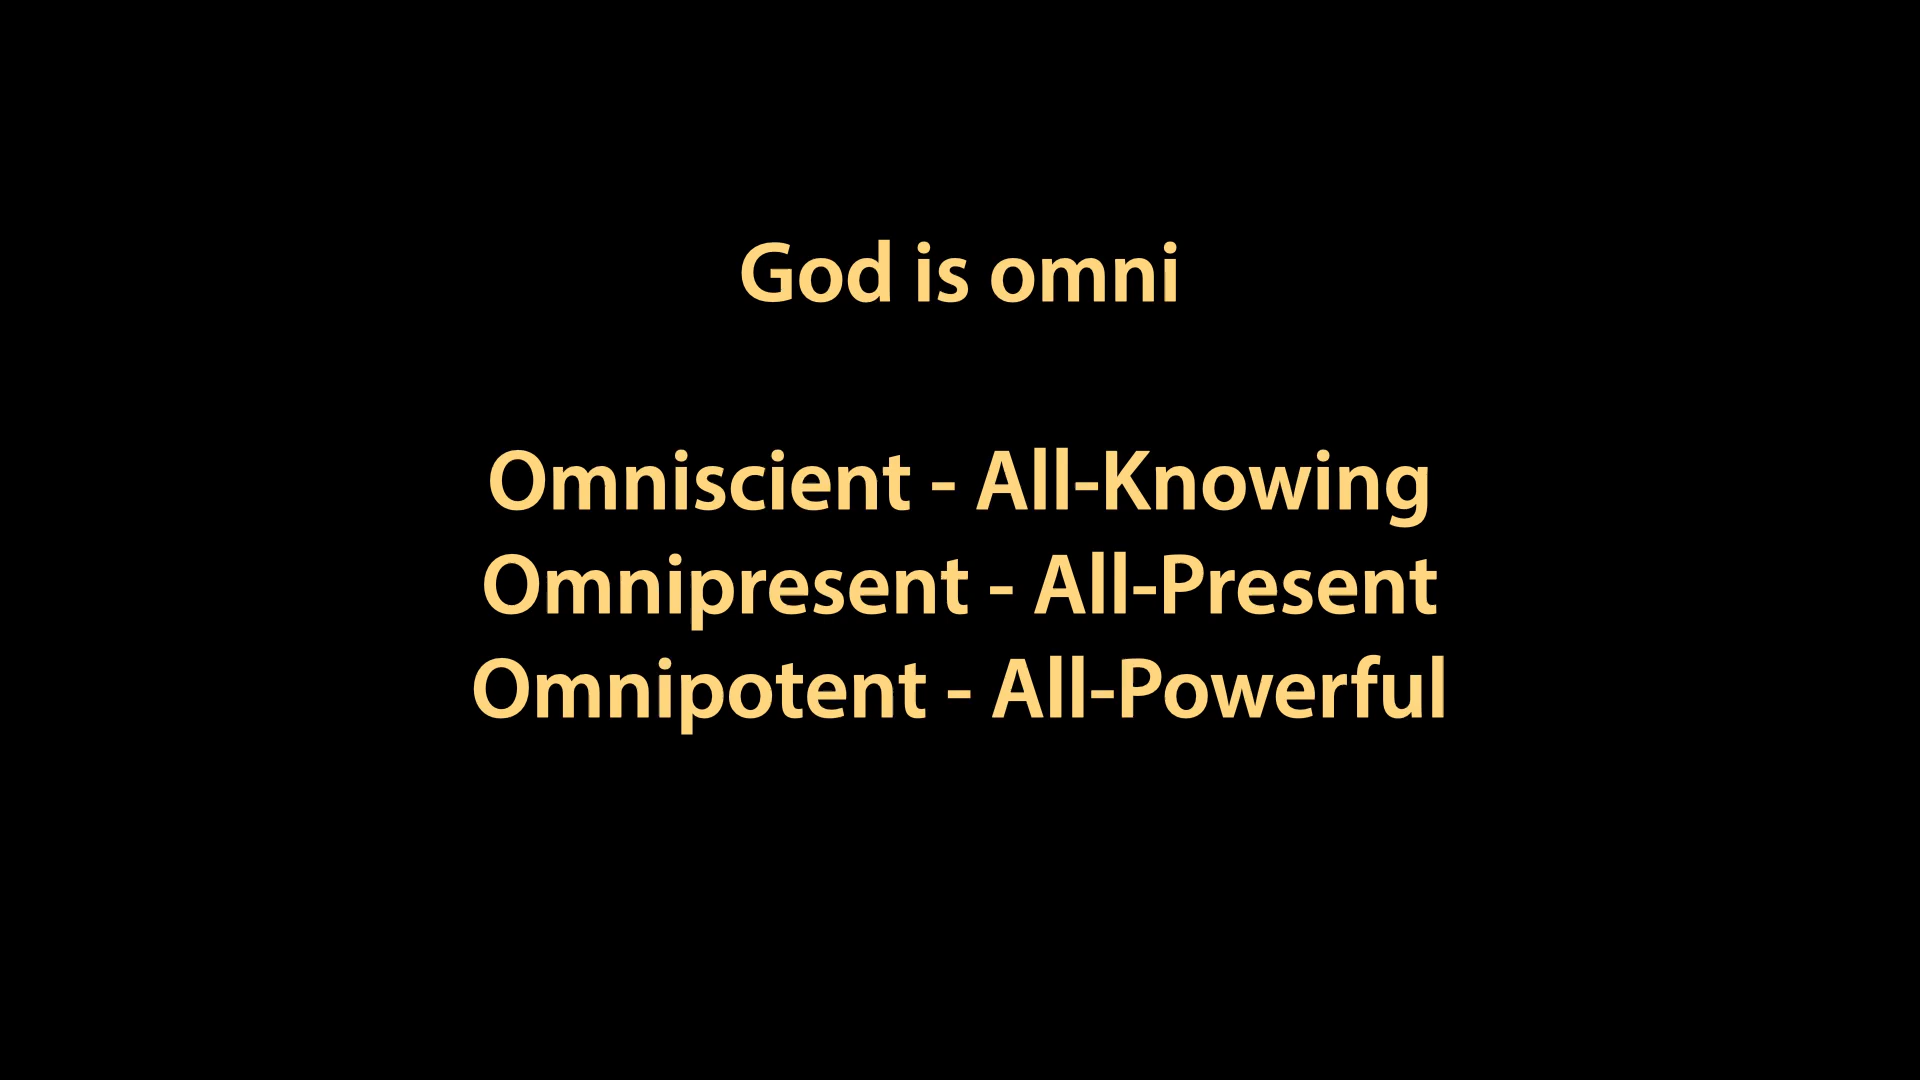 God is omni
Omniscient - All-Knowing
Omnipresent - All-Present
Omnipotent - All-Powerful